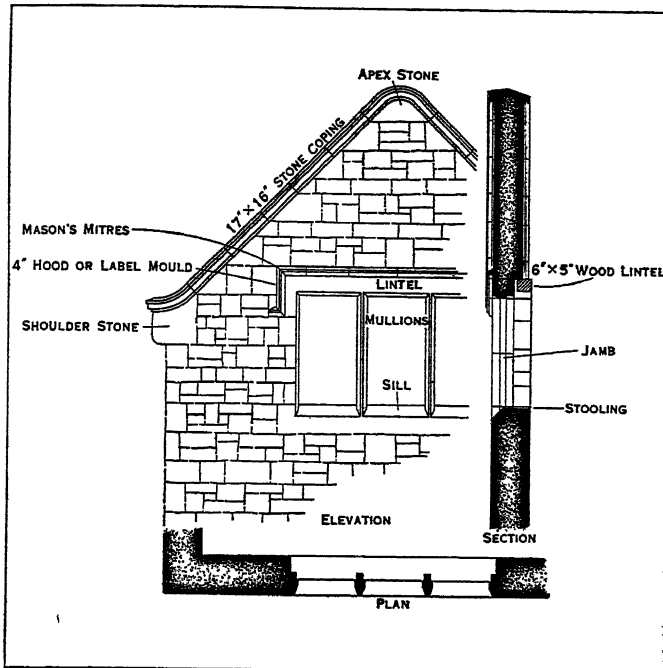 APEX STONE
17"×16" STONE COPING
MASON'S MITRES
4" HOOD OR LABEL MOULD
6"×5" WOOD LINTEL
LINTEL
SHOULDER STONE
MULLIONS
JAMB
SILL
STOOLING
ELEVATION
SECTION
PLAN